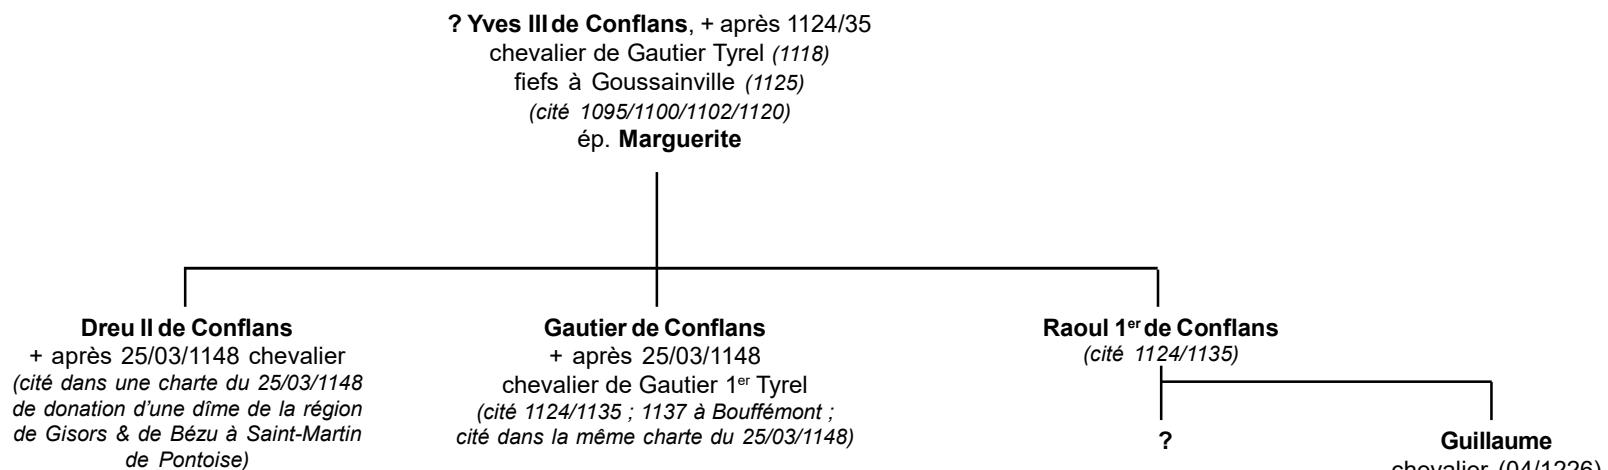 ? Yves III de Conflans, + après 1124/35
chevalier de Gautier Tyrel (1118)
fiefs à Goussainville (1125)
(cité 1095/1100/1102/1120)
ép. Marguerite
Dreu II de Conflans
+ après 25/03/1148 chevalier
(cité dans une charte du 25/03/1148
de donation d'une dîme de la région
de Gisors & de Bézu à Saint-Martin
de Pontoise)
Gautier de Conflans
+ après 25/03/1148
chevalier de Gautier 1er Tyrel
(cité 1124/1135 ; 1137 à Bouffémont ;
cité dans la même charte du 25/03/1148)
Raoul 1er de Conflans
(cité 1124/1135)
?
Guillaume
chevalier (04/1226)